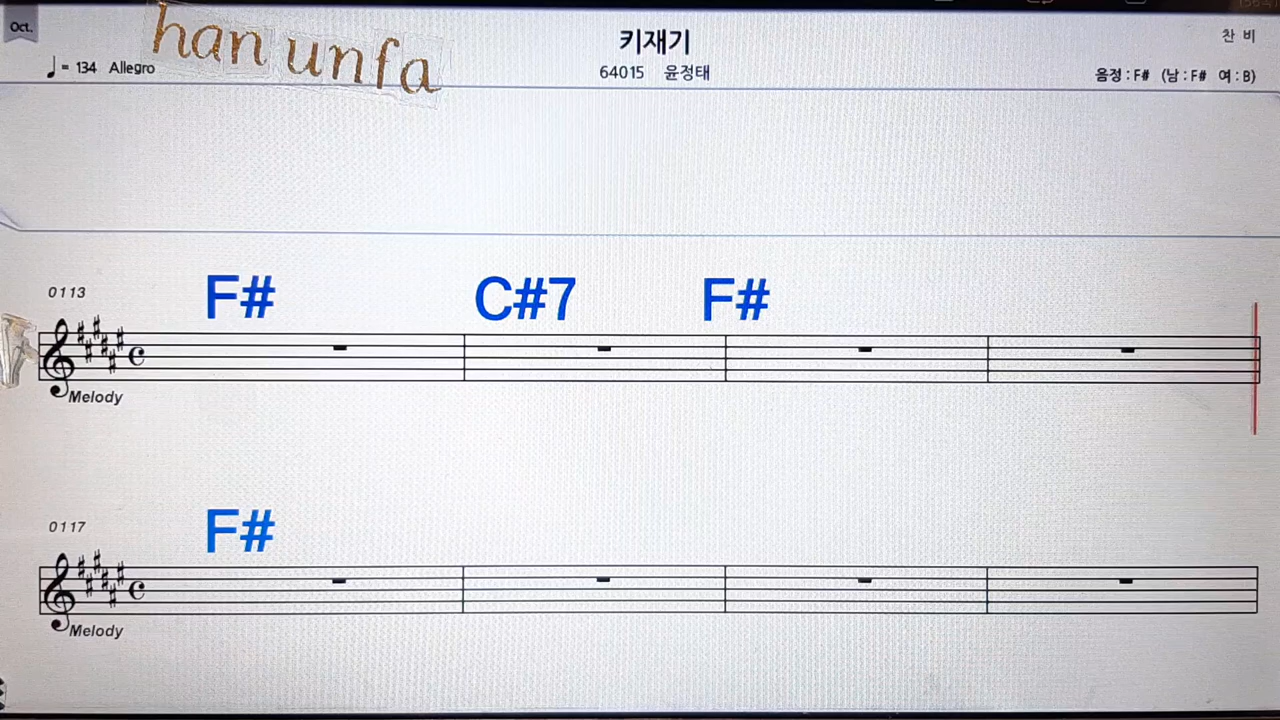 Oct.
han unfa
키재기
찬 비
♩= 134 Allegro
64015 윤정태
음정 : F# (남 : F# 여 : B)
0113
F# C#7 F#
Melody
0117
F#
Melody